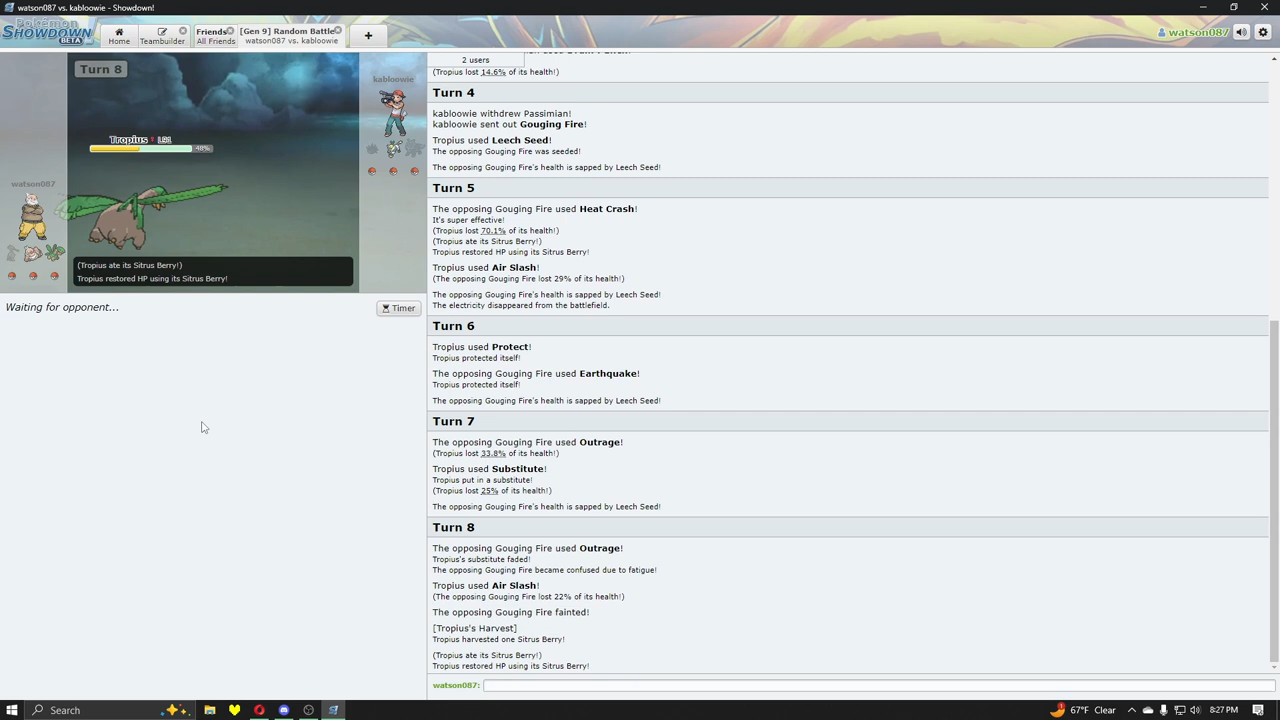 watson087 vs. kabloowie - Showdown!
Pokémon
SHOWDOWN
BETA
Home
Teambuilder
Friends
All Friends
[Gen 9] Random Battle
watson087 vs. kabloowie
+
watson087
Turn 8
kabloowie
Tropius L91
48%
watson087
(Tropius ate its Sitrus Berry!)
Tropius restored HP using its Sitrus Berry!
Waiting for opponent...
Timer
2 users
(Tropius lost 14.6% of its health!)
Turn 4
kabloowie withdrew Passimian!
kabloowie sent out Gouging Fire!
Tropius used Leech Seed!
The opposing Gouging Fire was seeded!
The opposing Gouging Fire's health is sapped by Leech Seed!
Turn 5
The opposing Gouging Fire used Heat Crash!
It's super effective!
(Tropius lost 70.1% of its health!)
(Tropius ate its Sitrus Berry!)
Tropius restored HP using its Sitrus Berry!
Tropius used Air Slash!
(The opposing Gouging Fire lost 29% of its health!)
The opposing Gouging Fire's health is sapped by Leech Seed!
The electricity disappeared from the battlefield.
Turn 6
Tropius used Protect!
Tropius protected itself!
The opposing Gouging Fire used Earthquake!
Tropius protected itself!
The opposing Gouging Fire's health is sapped by Leech Seed!
Turn 7
The opposing Gouging Fire used Outrage!
(Tropius lost 33.8% of its health!)
Tropius used Substitute!
Tropius put in a substitute!
(Tropius lost 25% of its health!)
The opposing Gouging Fire's health is sapped by Leech Seed!
Turn 8
The opposing Gouging Fire used Outrage!
Tropius's substitute faded!
The opposing Gouging Fire became confused due to fatigue!
Tropius used Air Slash!
(The opposing Gouging Fire lost 22% of its health!)
The opposing Gouging Fire fainted!
[Tropius's Harvest]
Tropius harvested one Sitrus Berry!
(Tropius ate its Sitrus Berry!)
Tropius restored HP using its Sitrus Berry!
watson087:
Search
67°F Clear
8:27 PM